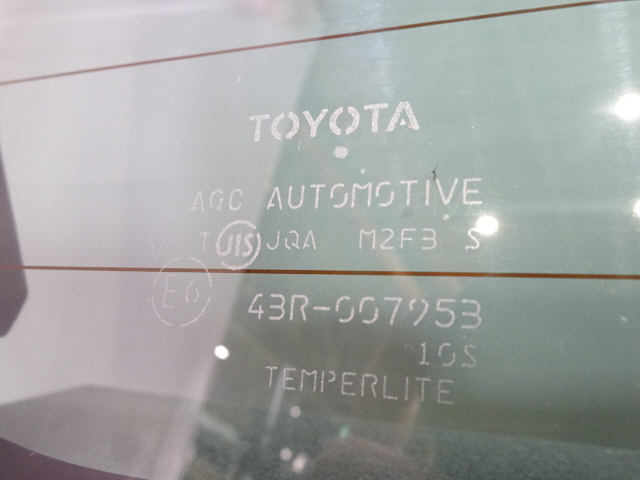 TOYOTA
AGC AUTOMOTIVE
T JIS JQA M2F3 S
E6 43R-007953
10S
TEMPERLITE